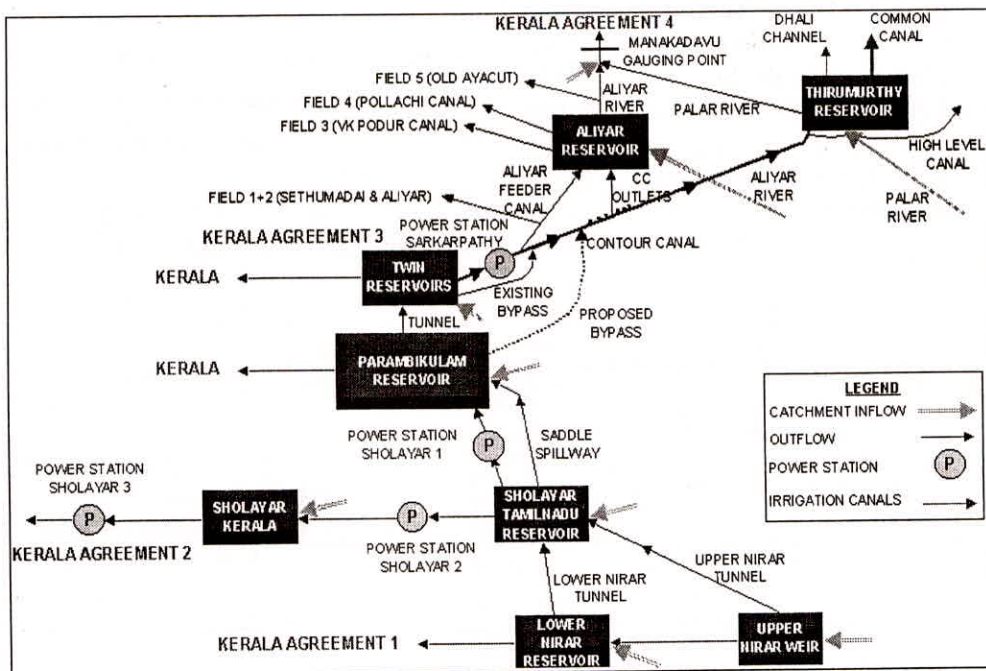 KERALA AGREEMENT 4
MANAKADAVU
GAUGING POINT
DHALI
CHANNEL
COMMON
CANAL
FIELD 5 (OLD AYACUT)
ALIYAR
RIVER
FIELD 4 (POLLACHI CANAL)
PALAR RIVER
THIRUMURTHY
RESERVOIR
FIELD 3 (VK PODUR CANAL)
ALIYAR
RESERVOIR
HIGH LEVEL
CANAL
ALIYAR
FEEDER
CANAL
CC
OUTLETS
ALIYAR
RIVER
PALAR
RIVER
FIELD 1+2 (SETHUMADAI & ALIYAR)
KERALA AGREEMENT 3
POWER STATION
SARKARPATHY
P
CONTOUR CANAL
KERALA
TWIN
RESERVOIRS
EXISTING
BYPASS
PROPOSED
BYPASS
TUNNEL
KERALA
PARAMBIKULAM
RESERVOIR
LEGEND
CATCHMENT INFLOW
OUTFLOW
POWER STATION
P
IRRIGATION CANALS
POWER STATION
SHOLAYAR 1
P
SADDLE
SPILLWAY
POWER STATION
SHOLAYAR 3
P
SHOLAYAR
KERALA
P
SHOLAYAR
TAMILNADU
RESERVOIR
KERALA AGREEMENT 2
POWER STATION
SHOLAYAR 2
UPPER NIRAR
TUNNEL
LOWER NIRAR
TUNNEL
KERALA AGREEMENT 1
LOWER
NIRAR
RESERVOIR
UPPER
NIRAR WEIR